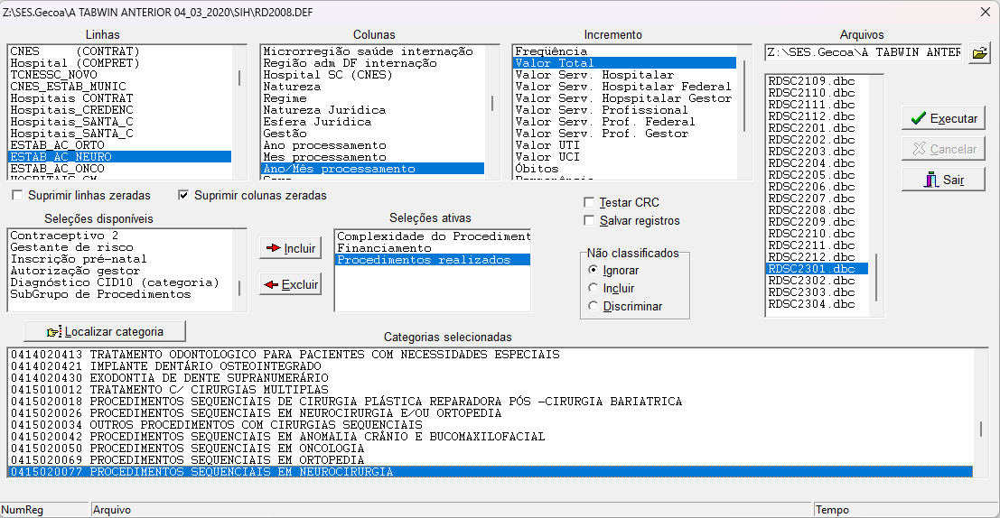 Z:\SES.Gecoa\A TABWIN ANTERIOR 04_03_2020\SIH\RD2008.DEF
Linhas
CNES (CONTRAT)
Hospital (COMPRET)
TCNESSC_NOVO
CNES_ESTAB_MUNIC
Hospitais CONTRAT
Hospitais_CREDENC
Hospitais_SANTA_C
Hospitais_SANTA_C
ESTAB_AC_ORTO
ESTAB_AC_NEURO
ESTAB_AC_ONCO
Colunas
Microrregião saúde internação
Região adm DF internação
Hospital SC (CNES)
Natureza
Regime
Natureza Jurídica
Esfera Jurídica
Gestão
Ano processamento
Mes processamento
Ano/Mês processamento
Incremento
Freqüência
Valor Total
Valor Serv. Hospitalar
Valor Serv. Hospitalar Federal
Valor Serv. Hopspitalar Gestor
Valor Serv. Profissional
Valor Serv. Prof. Federal
Valor Serv. Prof. Gestor
Valor UTI
Valor UCI
Óbitos
Arquivos
Z:\SES.Gecoa\A TABWIN ANTER
RDSC2109.dbc
RDSC2110.dbc
RDSC2111.dbc
RDSC2112.dbc
RDSC2201.dbc
RDSC2202.dbc
RDSC2203.dbc
RDSC2204.dbc
RDSC2205.dbc
RDSC2206.dbc
RDSC2207.dbc
RDSC2208.dbc
RDSC2209.dbc
RDSC2210.dbc
RDSC2211.dbc
RDSC2212.dbc
RDSC2301.dbc
RDSC2302.dbc
RDSC2303.dbc
RDSC2304.dbc
Executar
Cancelar
Sair
Suprimir linhas zeradas
Suprimir colunas zeradas
Testar CRC
Salvar registros
Seleções disponíveis
Contraceptivo 2
Gestante de risco
Inscrição pré-natal
Autorização gestor
Diagnóstico CID10 (categoria)
SubGrupo de Procedimentos
Incluir
Excluir
Seleções ativas
Complexidade do Procediment
Financiamento
Procedimentos realizados
Não classificados
Ignorar
Incluir
Discriminar
Localizar categoria
Categorias selecionadas
0414020413 TRATAMENTO ODONTOLOGICO PARA PACIENTES COM NECESSIDADES ESPECIAIS
0414020421 IMPLANTE DENTÁRIO OSTEOINTEGRADO
0414020430 EXODONTIA DE DENTE SUPRANUMERÁRIO
0415010012 TRATAMENTO C/ CIRURGIAS MULTIPLAS
0415020018 PROCEDIMENTOS SEQUENCIAIS DE CIRURGIA PLÁSTICA REPARADORA PÓS -CIRURGIA BARIATRICA
0415020026 PROCEDIMENTOS SEQUENCIAIS EM NEUROCIRURGIA E/OU ORTOPEDIA
0415020034 OUTROS PROCEDIMENTOS COM CIRURGIAS SEQUENCIAIS
0415020042 PROCEDIMENTOS SEQUENCIAIS EM ANOMALIA CRÂNIO E BUCOMAXILOFACIAL
0415020050 PROCEDIMENTOS SEQUENCIAIS EM ONCOLOGIA
0415020069 PROCEDIMENTOS SEQUENCIAIS EM ORTOPEDIA
0415020077 PROCEDIMENTOS SEQUENCIAIS EM NEUROCIRURGIA
NumReg
Arquivo
Tempo